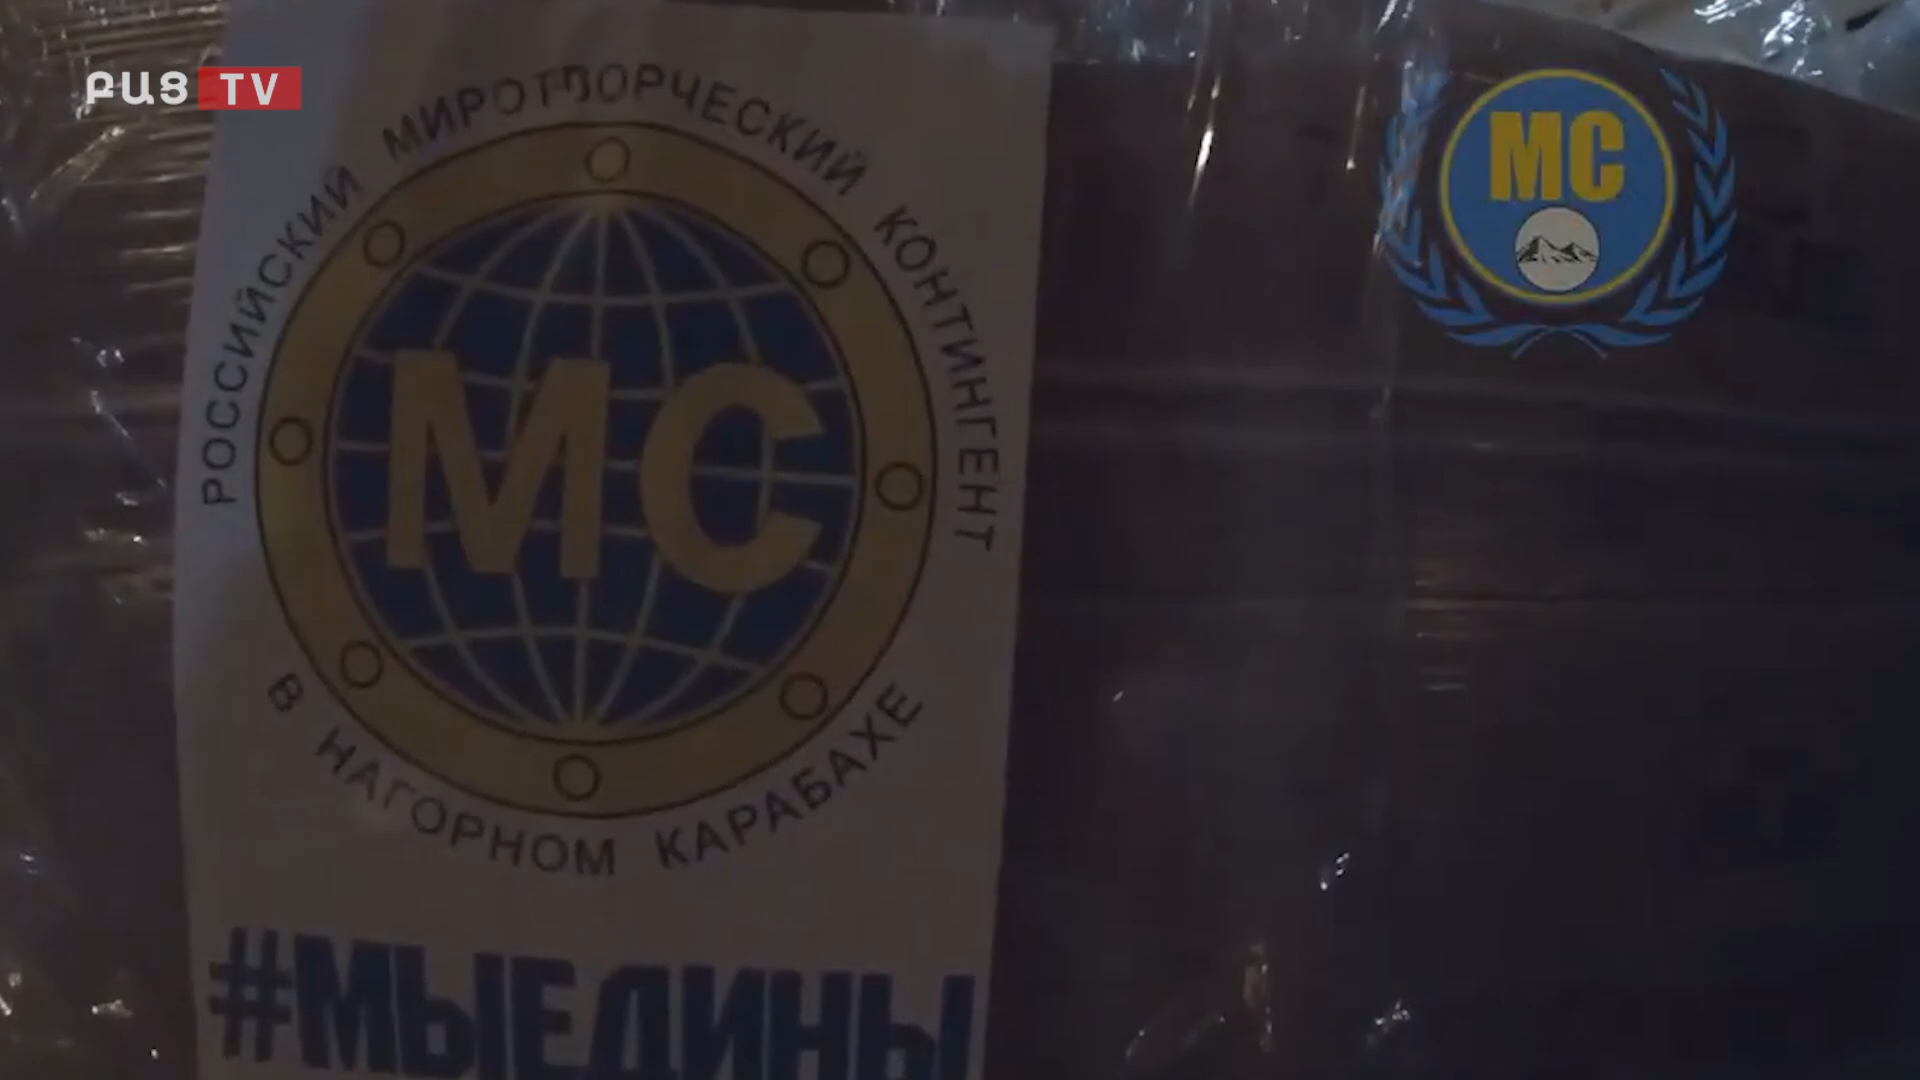 ԲԱՑ TV
РОССИЙСКИЙ МИРОТВОРЧЕСКИЙ КОНТИНГЕНТ
МС
МС
В НАГОРНОМ КАРАБАХЕ
#МЫЕДИНЫ